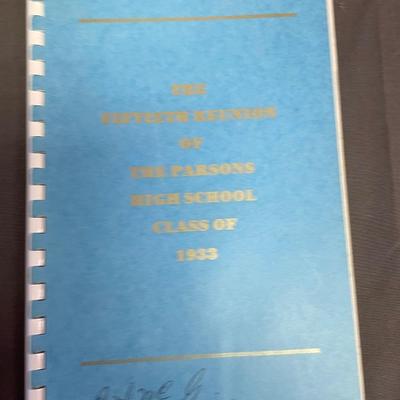 THE
FIFTIETH REUNION
OF
THE PARSONS
HIGH SCHOOL
CLASS OF
1933